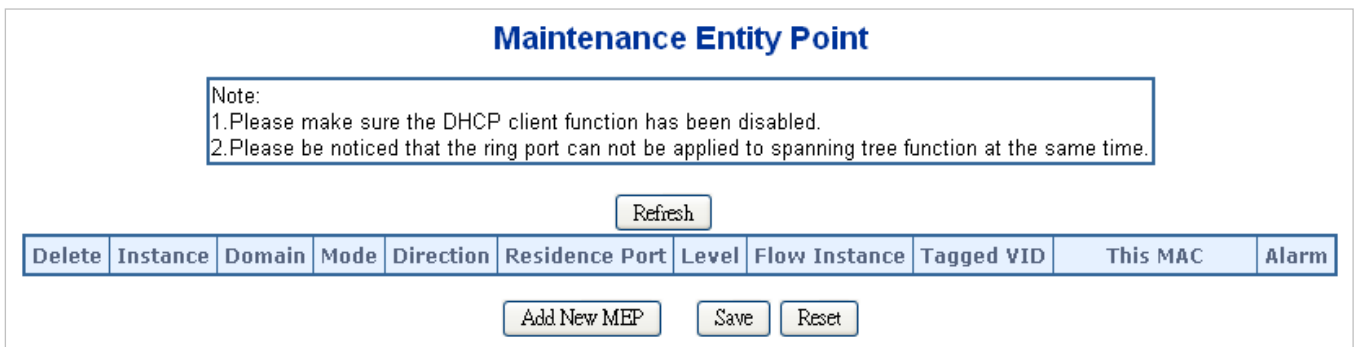 Maintenance Entity Point
Note:
1.Please make sure the DHCP client function has been disabled.
2.Please be noticed that the ring port can not be applied to spanning tree function at the same time.
Refresh
Delete Instance Domain Mode Direction Residence Port Level Flow Instance Tagged VID This MAC Alarm
Add New MEP Save Reset